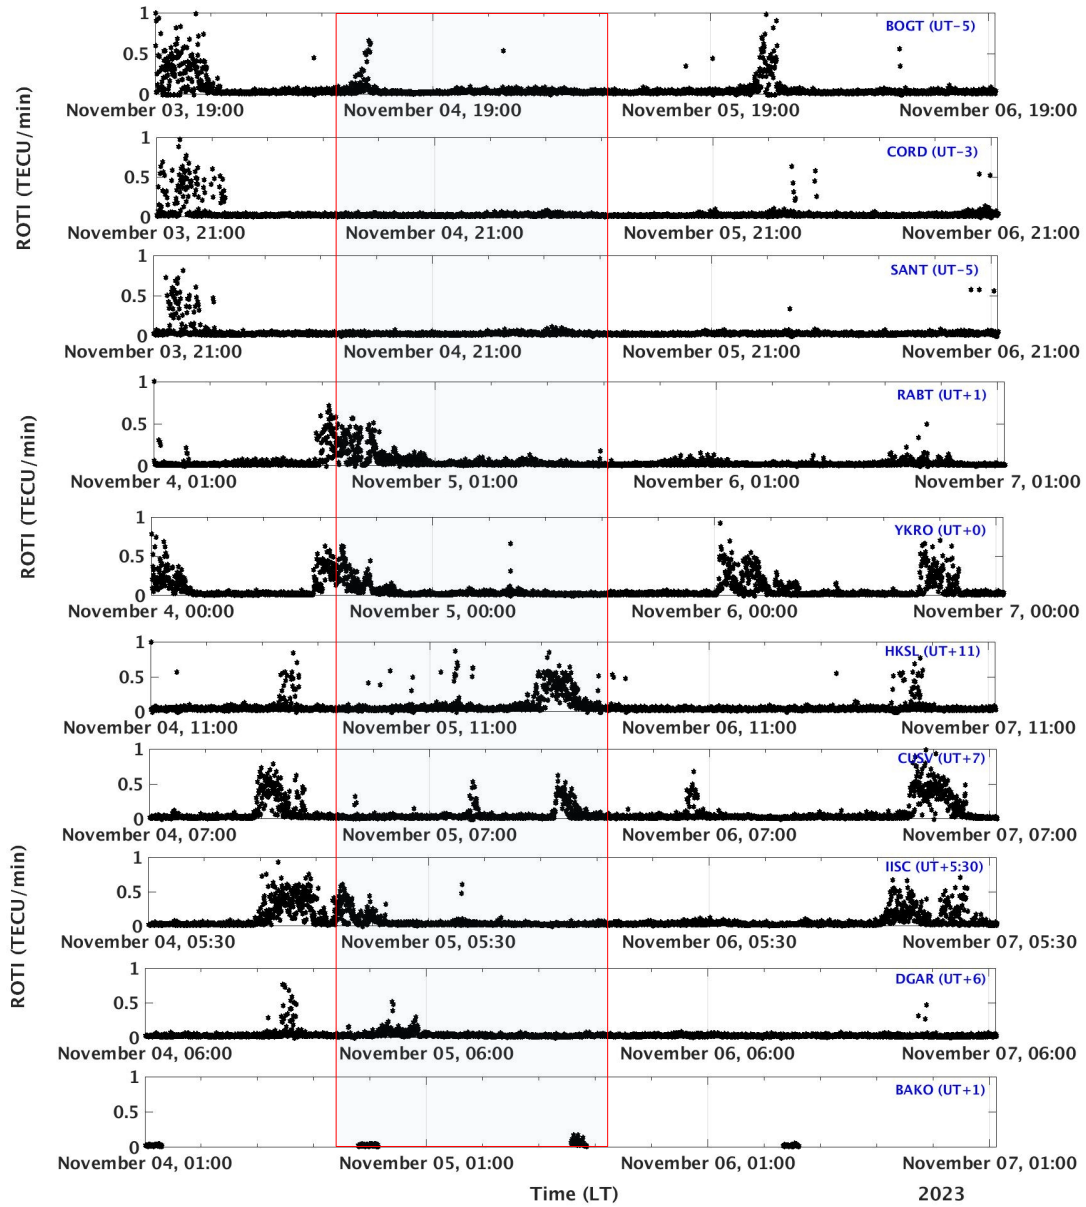 ROTI (TECU/min)
1
0.5
0
BOGT (UT-5)
November 03, 19:00 November 04, 19:00 November 05, 19:00 November 06, 19:00
1
0.5
0
CORD (UT-3)
November 03, 21:00 November 04, 21:00 November 05, 21:00 November 06, 21:00
1
0.5
0
SANT (UT-5)
November 03, 21:00 November 04, 21:00 November 05, 21:00 November 06, 21:00
ROTI (TECU/min)
1
0.5
0
RABT (UT+1)
November 4, 01:00 November 5, 01:00 November 6, 01:00 November 7, 01:00
1
0.5
0
YKRO (UT+0)
November 4, 00:00 November 5, 00:00 November 6, 00:00 November 7, 00:00
1
0.5
0
HKSL (UT+11)
November 04, 11:00 November 05, 11:00 November 06, 11:00 November 07, 11:00
ROTI (TECU/min)
1
0.5
0
CUSV (UT+7)
November 04, 07:00 November 05, 07:00 November 06, 07:00 November 07, 07:00
1
0.5
0
IISC (UT+5:30)
November 04, 05:30 November 05, 05:30 November 06, 05:30 November 07, 05:30
1
0.5
0
DGAR (UT+6)
November 04, 06:00 November 05, 06:00 November 06, 06:00 November 07, 06:00
1
0.5
0
BAKO (UT+1)
November 04, 01:00 November 05, 01:00 November 06, 01:00 November 07, 01:00
Time (LT)
2023